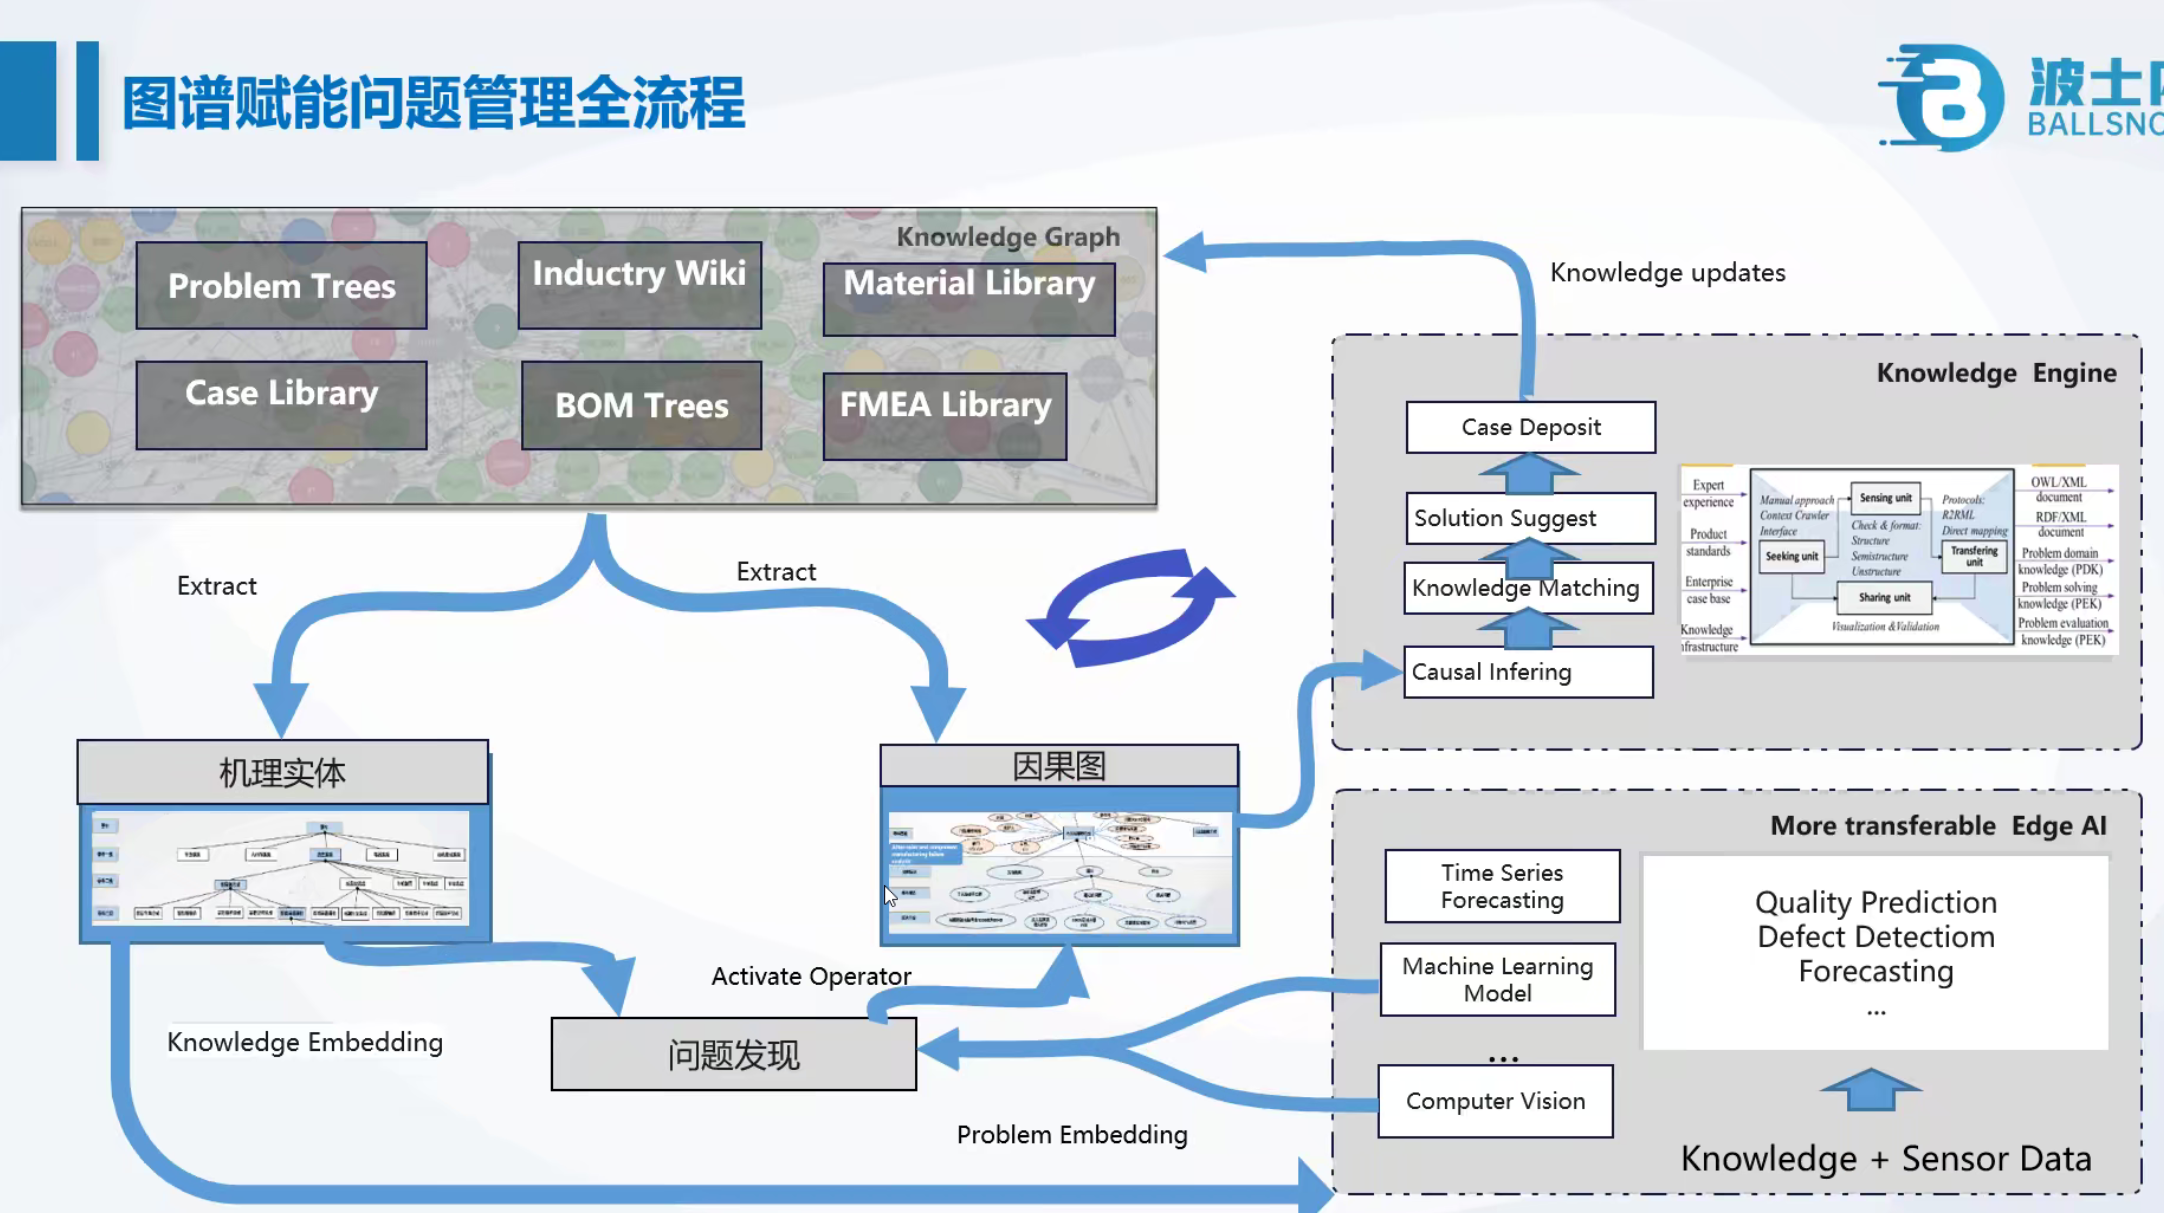 图谱赋能问题管理全流程
BALLSNO
Knowledge Graph
Problem Trees
Inductry Wiki
Material Library
Case Library
BOM Trees
FMEA Library
Knowledge updates
Knowledge Engine
Case Deposit
Solution Suggest
Knowledge Matching
Causal Infering
Expert
experience
Product
standards
Enterprise
case base
Knowledge
nfrastructure
Manual approach
Context Crawler
Interface
Seeking unit
Sensing unit
Check & format:
Structure
Semistructure
Unstructure
Sharing unit
Visualization &Validation
Protocols:
R2RML
Direct mapping
Transfering
unit
OWL/XML
document
RDF/XML
document
Problem domain
knowledge (PDK)
Problem solving
knowledge (PEK)
Problem evaluation
knowledge (PEK)
Extract
Extract
机理实体
因果图
Activate Operator
Knowledge Embedding
问题发现
Problem Embedding
More transferable Edge AI
Time Series
Forecasting
Machine Learning
Model
...
Computer Vision
Quality Prediction
Defect Detectiom
Forecasting
...
Knowledge + Sensor Data
波士